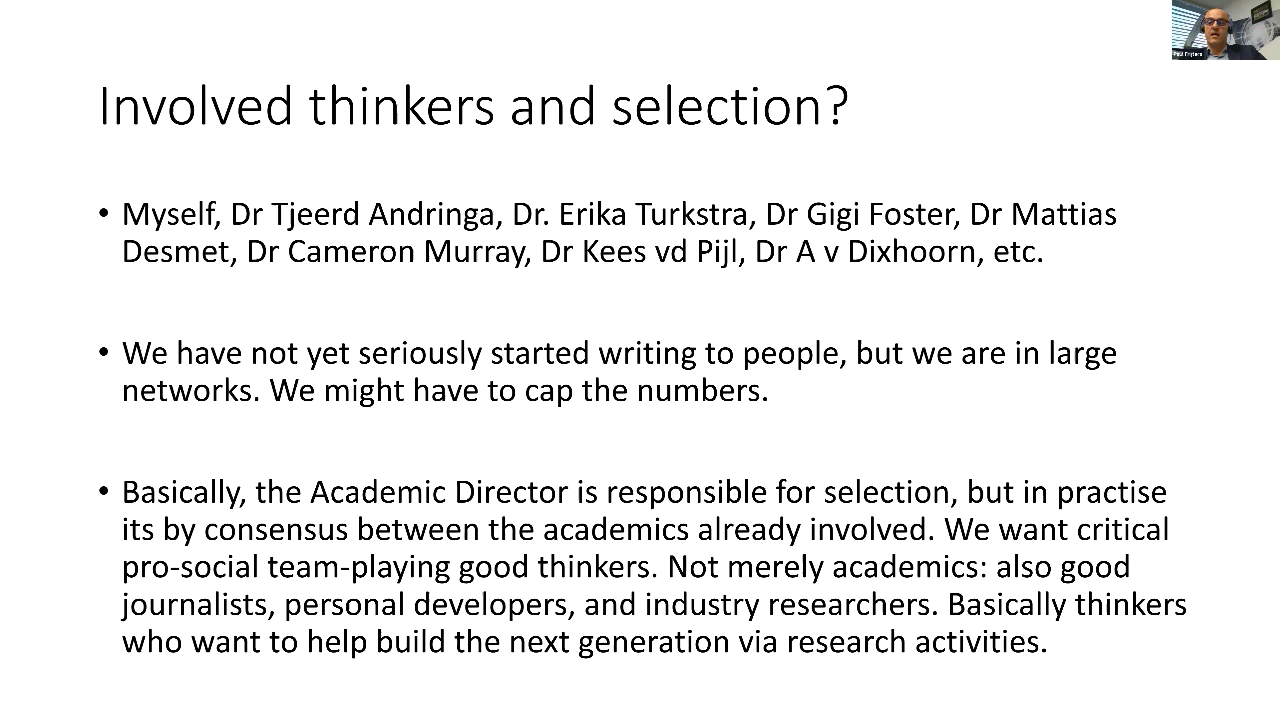 Involved thinkers and selection?
• Myself, Dr Tjeerd Andringa, Dr. Erika Turkstra, Dr Gigi Foster, Dr Mattias
Desmet, Dr Cameron Murray, Dr Kees vd Pijl, Dr A v Dixhoorn, etc.
• We have not yet seriously started writing to people, but we are in large
networks. We might have to cap the numbers.
• Basically, the Academic Director is responsible for selection, but in practise
its by consensus between the academics already involved. We want critical
pro-social team-playing good thinkers. Not merely academics: also good
journalists, personal developers, and industry researchers. Basically thinkers
who want to help build the next generation via research activities.